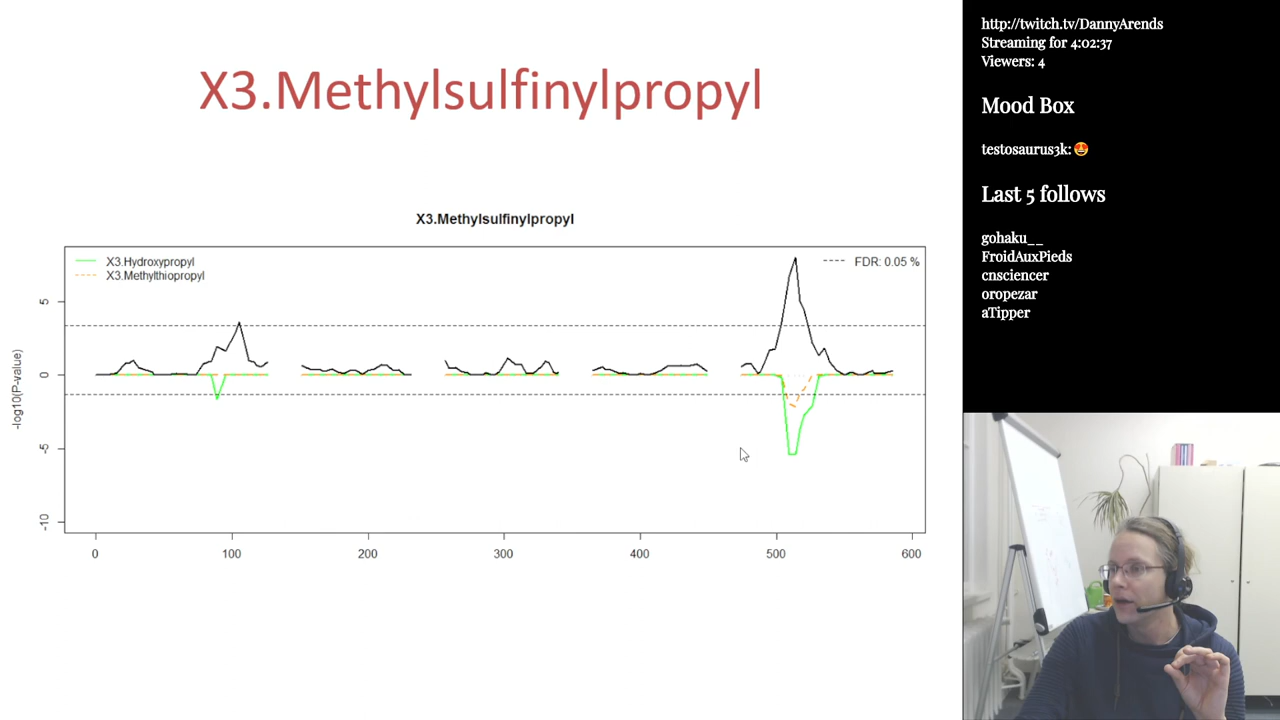 X3.Methylsulfinylpropyl
X3.Methylsulfinylpropyl
X3.Hydroxypropyl
X3.Methylthiopropyl
FDR: 0.05 %
-log10(P-value)
5
0
-5
-10
0 100 200 300 400 500 600
http://twitch.tv/DannyArends
Streaming for 4:02:37
Viewers: 4
Mood Box
testosaurus3k: 🤩
Last 5 follows
gohaku__
FroidAuxPieds
cnsciencer
oropezar
aTipper